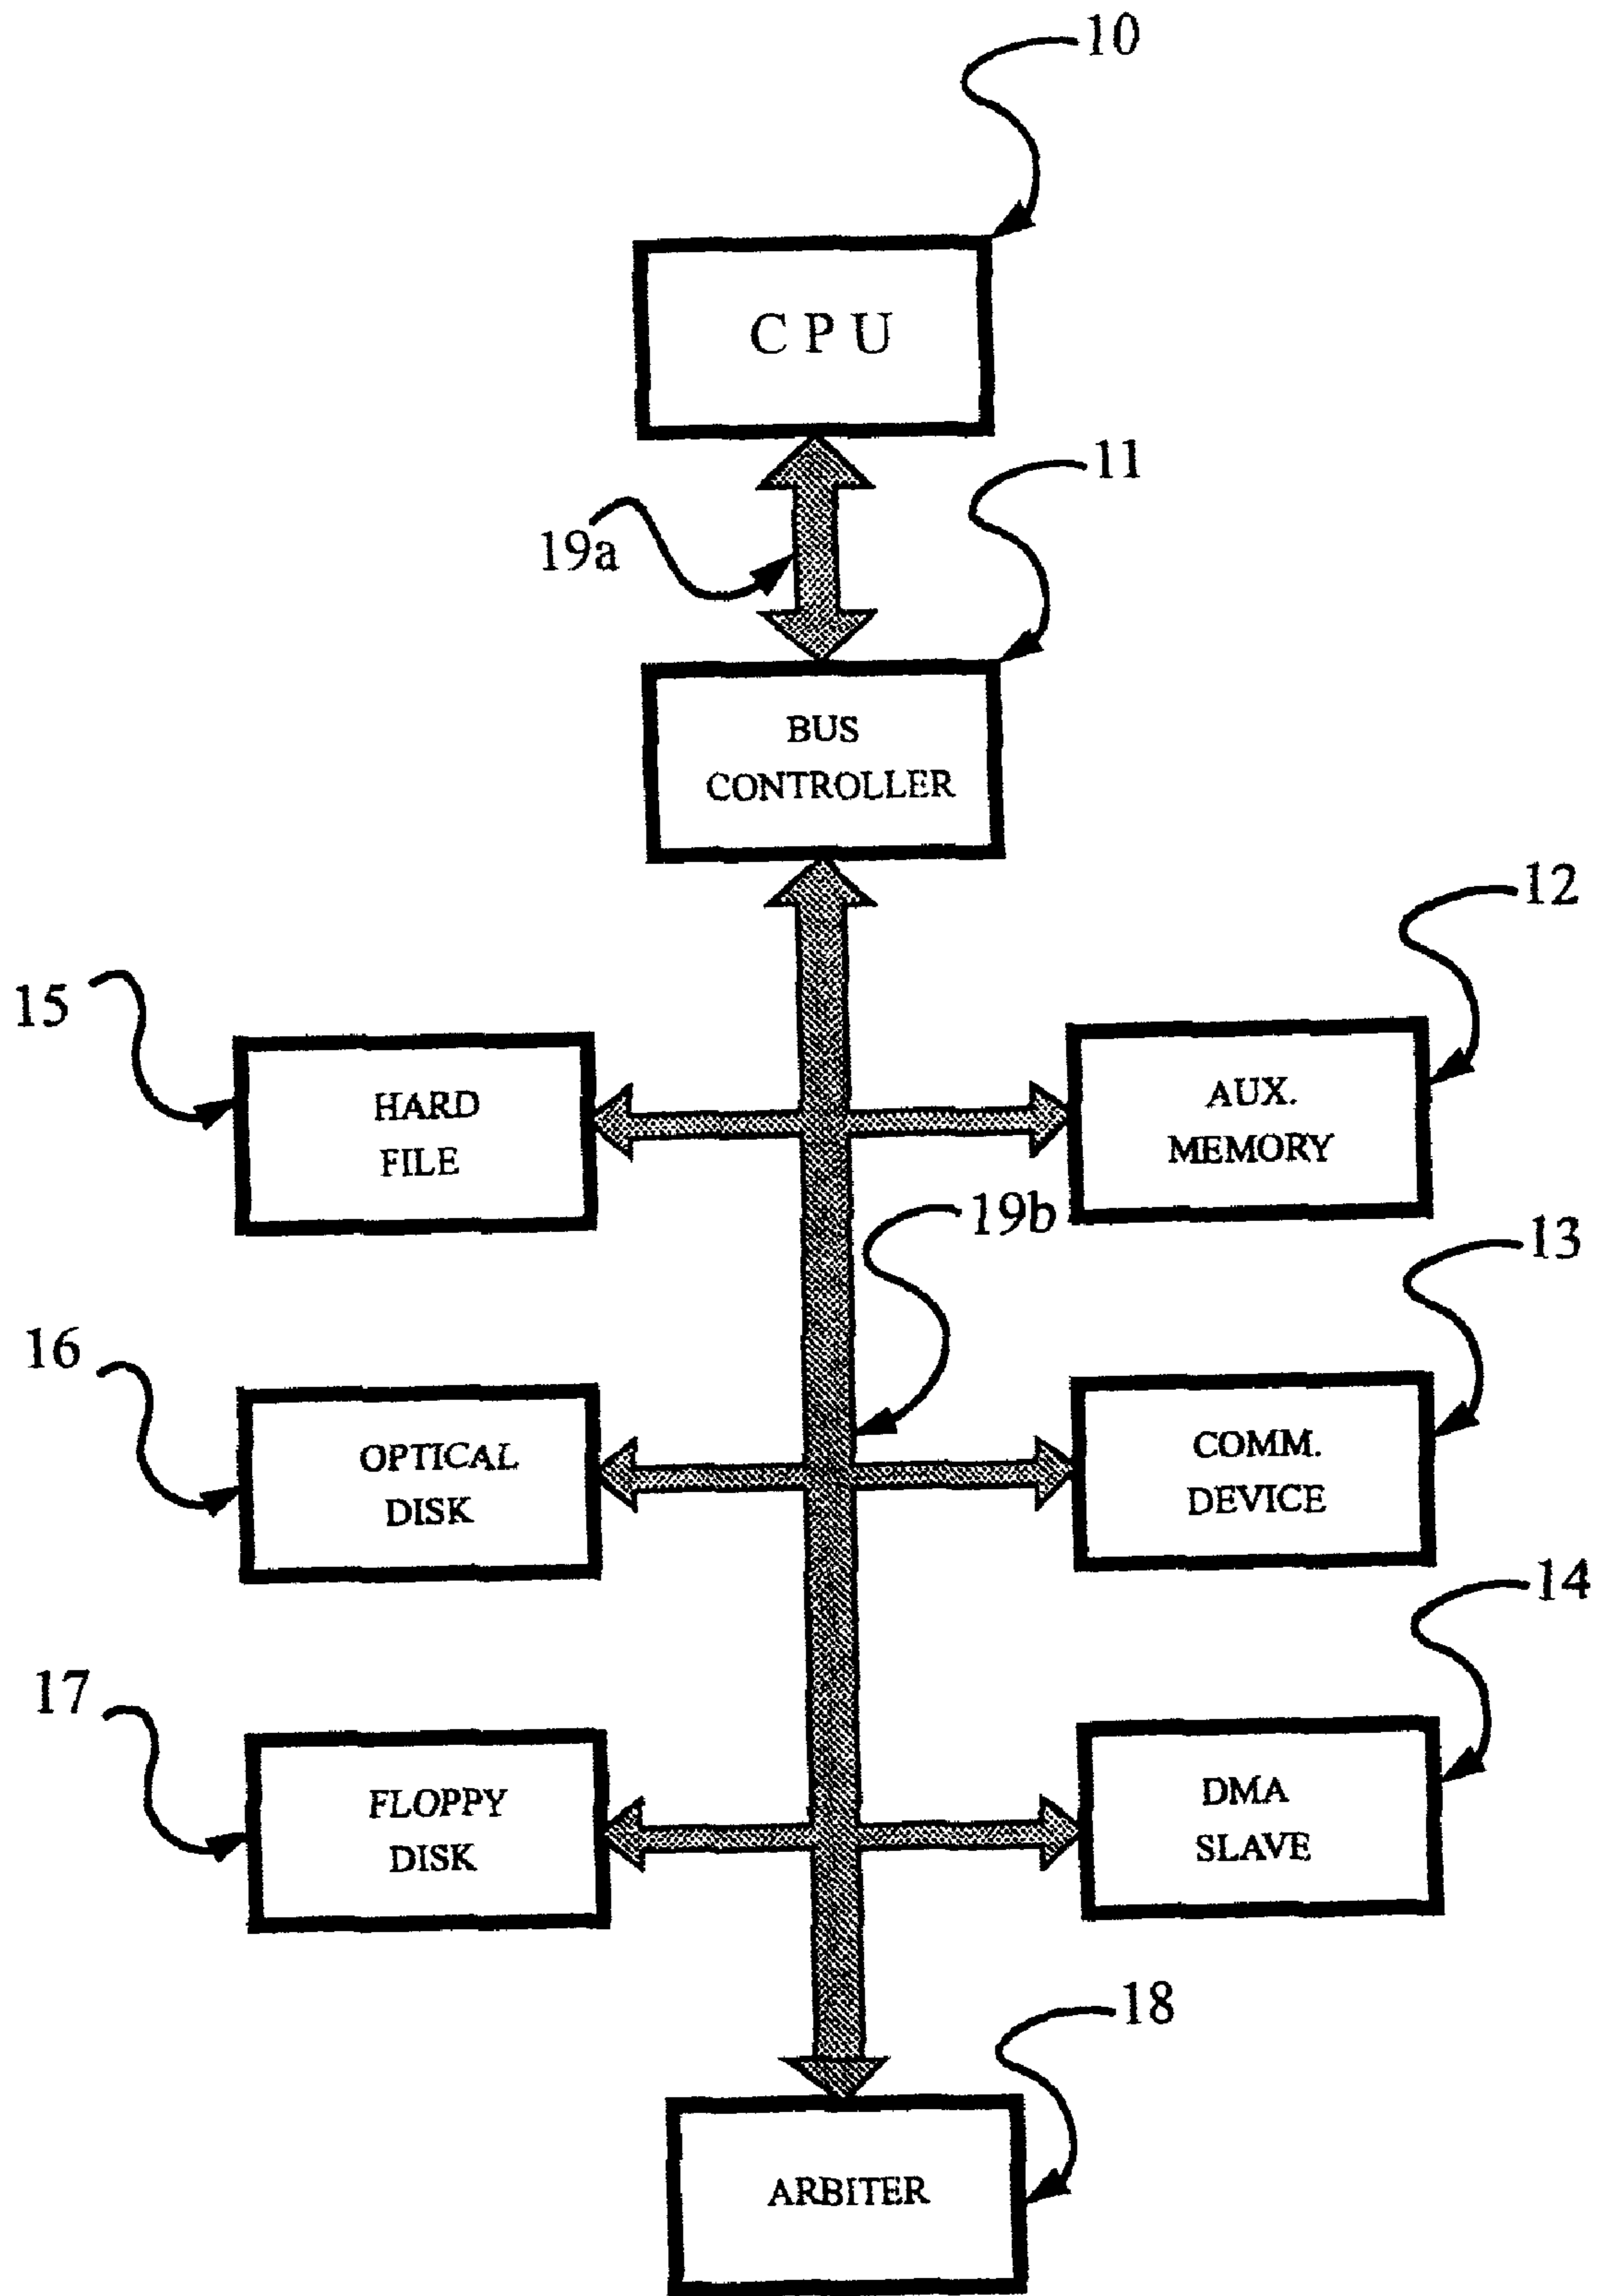 10
C P U
11
19a
BUS
CONTROLLER
12
15
HARD
FILE
AUX.
MEMORY
19b
13
16
OPTICAL
DISK
COMM.
DEVICE
14
17
FLOPPY
DISK
DMA
SLAVE
18
ARBITER